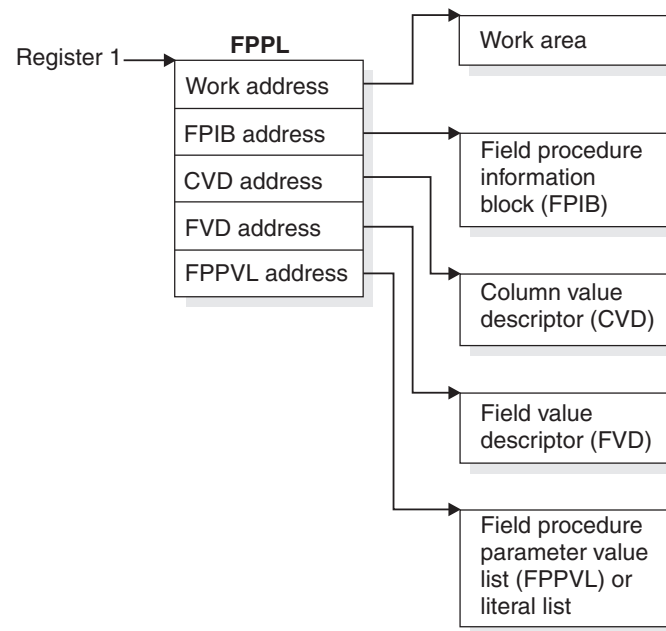 FPPL
Register 1
Work address
FPIB address
CVD address
FVD address
FPPVL address
Work area
Field procedure
information
block (FPIB)
Column value
descriptor (CVD)
Field value
descriptor (FVD)
Field procedure
parameter value
list (FPPVL) or
literal list